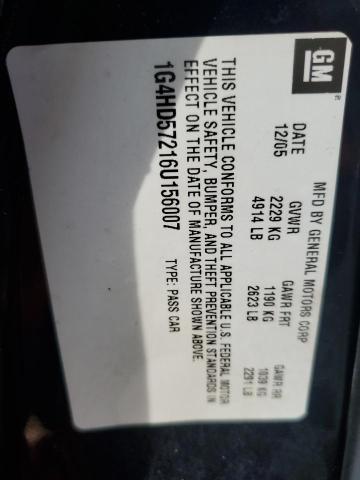 GM
MFD BY GENERAL MOTORS CORP
DATE GVWR GAWR FRT GAWR RR
12/05 2229 KG 1190 KG 1039 KG
4914 LB 2623 LB 2291 LB
THIS VEHICLE CONFORMS TO ALL APPLICABLE U.S. FEDERAL MOTOR
VEHICLE SAFETY, BUMPER, AND THEFT PREVENTION STANDARDS IN
EFFECT ON THE DATE OF MANUFACTURE SHOWN ABOVE.
1G4HD57216U156007 TYPE: PASS CAR